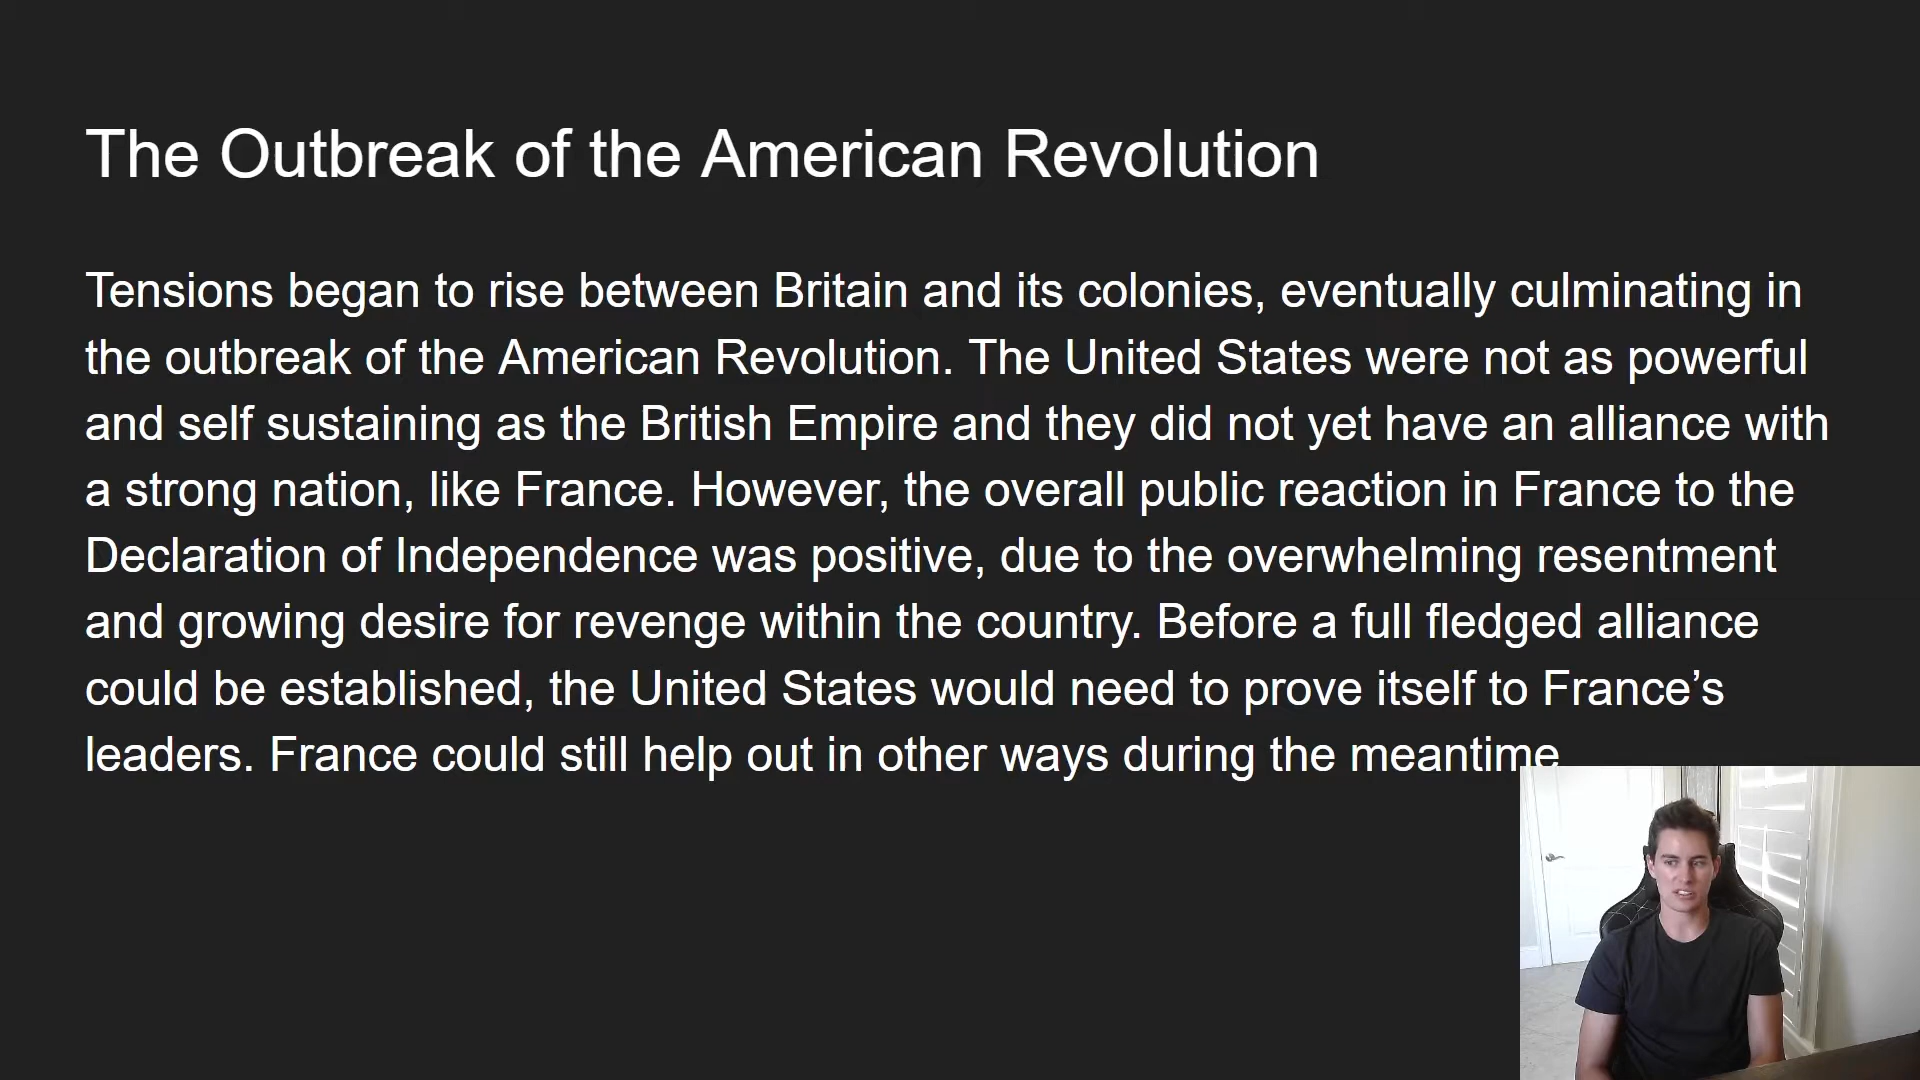 The Outbreak of the American Revolution
Tensions began to rise between Britain and its colonies, eventually culminating in
the outbreak of the American Revolution. The United States were not as powerful
and self sustaining as the British Empire and they did not yet have an alliance with
a strong nation, like France. However, the overall public reaction in France to the
Declaration of Independence was positive, due to the overwhelming resentment
and growing desire for revenge within the country. Before a full fledged alliance
could be established, the United States would need to prove itself to France’s
leaders. France could still help out in other ways during the meantime